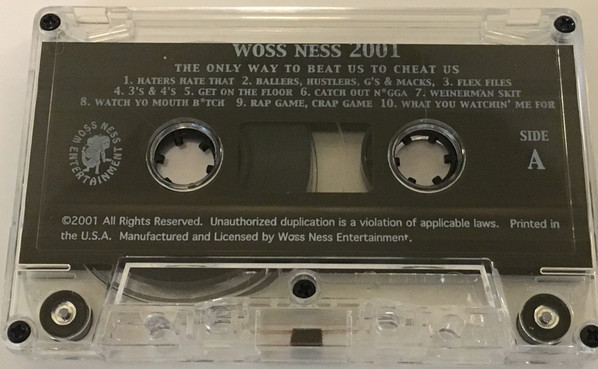 WOSS NESS 2001
THE ONLY WAY TO BEAT US TO CHEAT US
1. HATERS HATE THAT 2. BALLERS, HUSTLERS, G'S & MACKS, 3. FLEX FILES
4. 3'S & 4'S 5. GET ON THE FLOOR 6. CATCH OUT N*GGA 7. WEINERMAN SKIT
8. WATCH YO MOUTH B*TCH 9. RAP GAME, CRAP GAME 10. WHAT YOU WATCHIN' ME FOR
WOSS NESS
ENTERTAINMENT
SIDE
A
©2001 All Rights Reserved. Unauthorized duplication is a violation of applicable laws. Printed in
the U.S.A. Manufactured and Licensed by Woss Ness Entertainment.